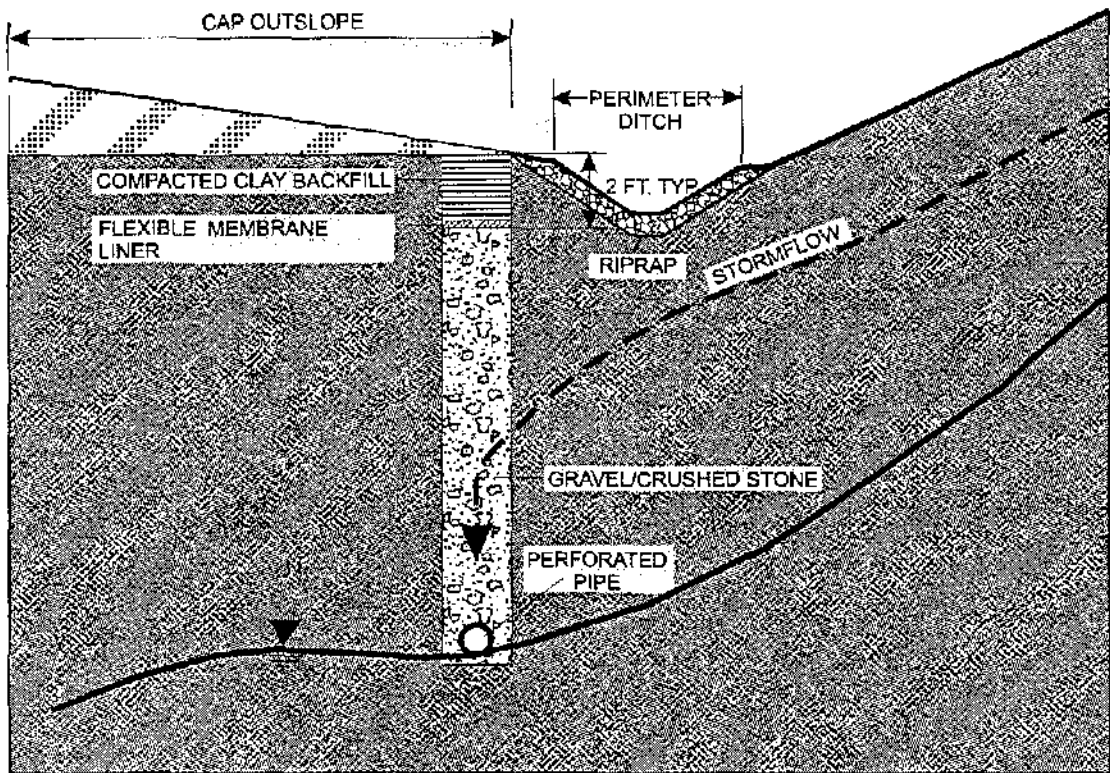 CAP OUTSLOPE
PERIMETER
DITCH
COMPACTED CLAY BACKFILL
2 FT. TYP.
FLEXIBLE MEMBRANE
LINER
RIPRAP
STORMFLOW
GRAVEL/CRUSHED STONE
PERFORATED
PIPE